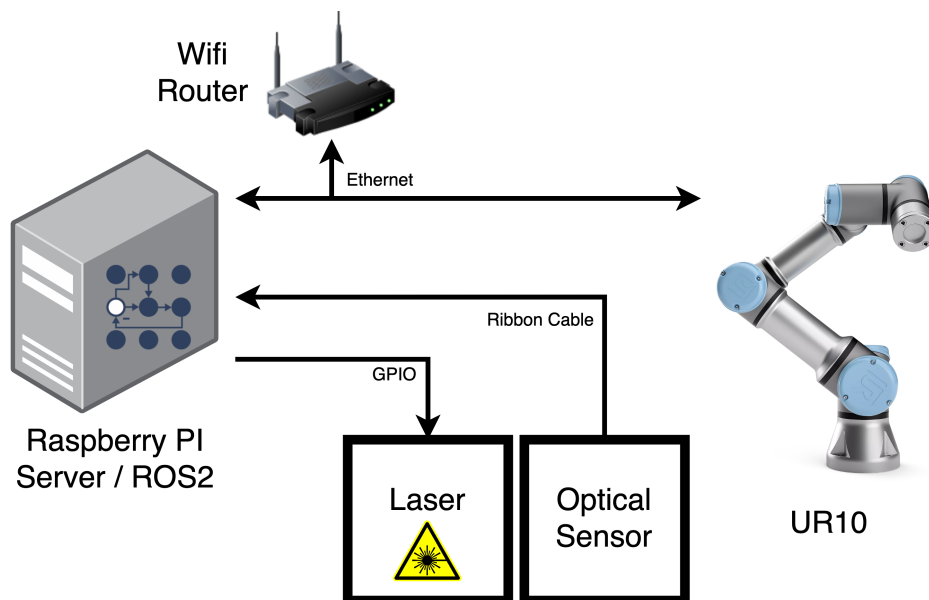 Wifi
Router
Ethernet
Ribbon Cable
GPIO
Raspberry PI
Server / ROS2
Laser
Optical
Sensor
UR10